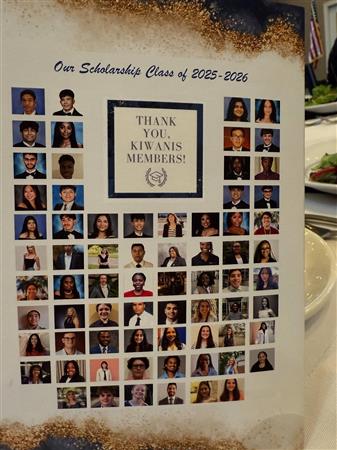 Our Scholarship Class of 2025-2026
THANK
YOU,
KIWANIS
MEMBERS!